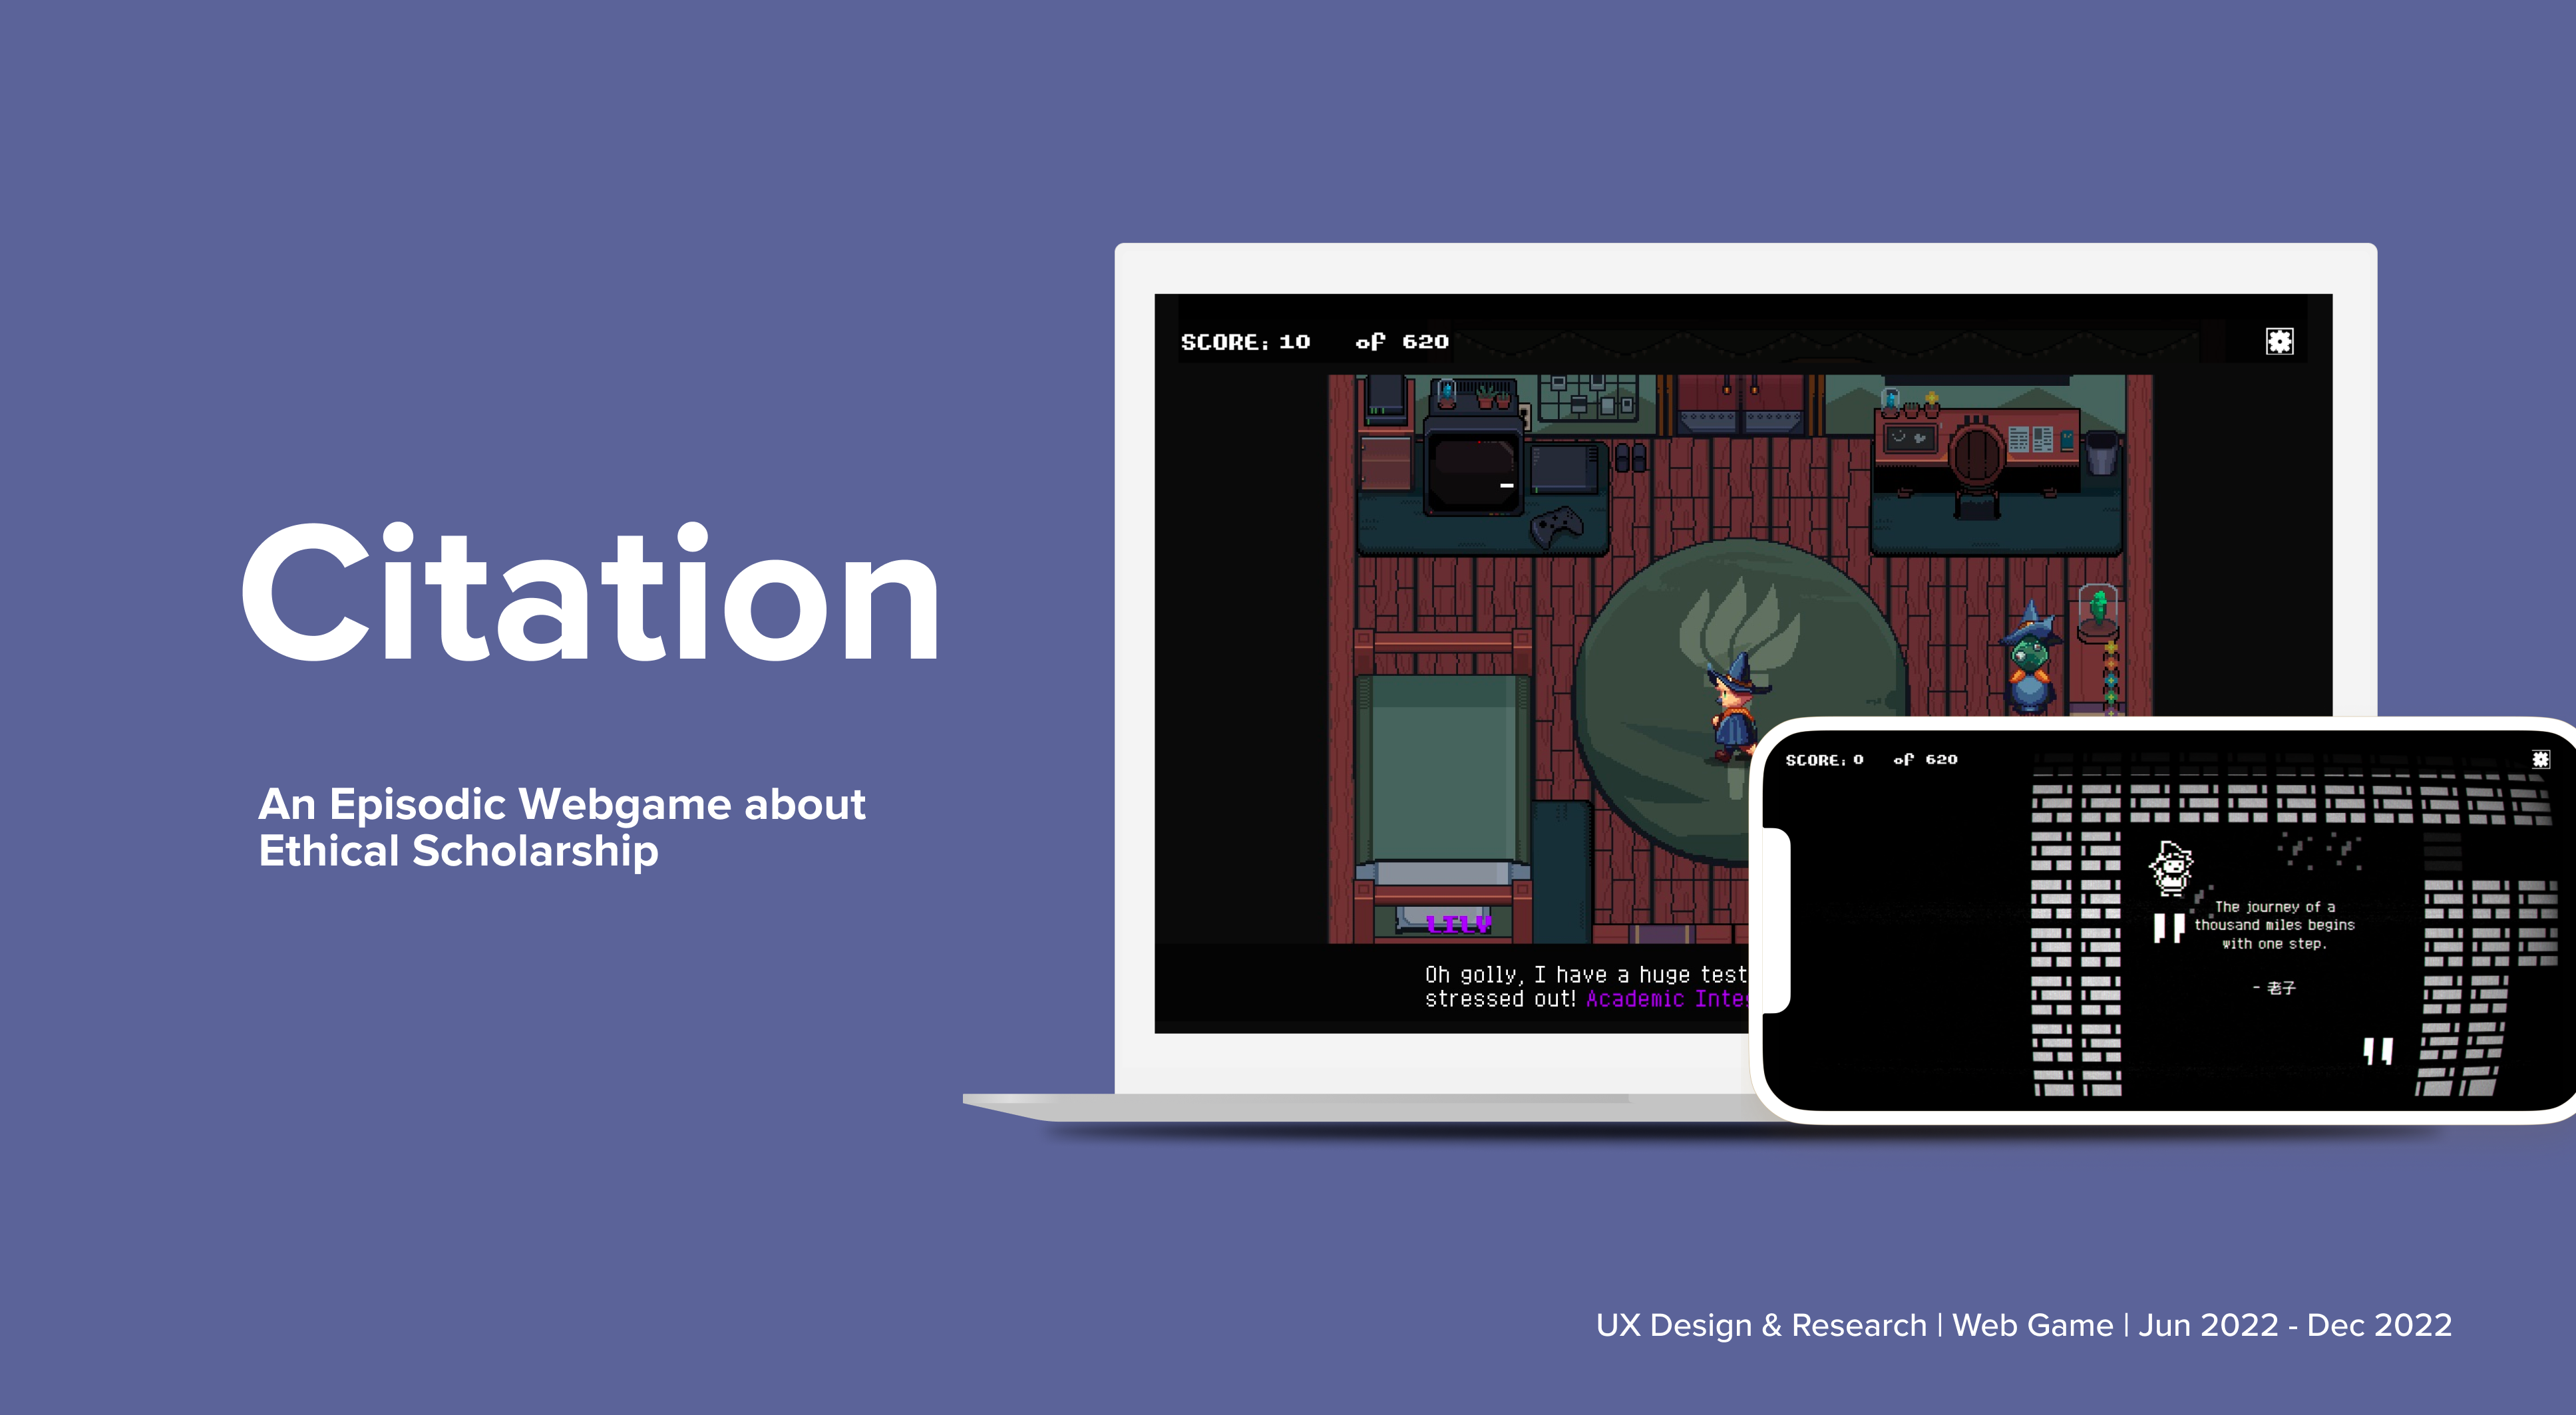 Citation
An Episodic Webgame about
Ethical Scholarship
SCORE: 10 of 620
LILY
Oh golly, I have a huge test
stressed out! Academic Inte
SCORE: 0 of 620
"
The journey of a
thousand miles begins
with one step.
- 老子
"
UX Design & Research | Web Game | Jun 2022 - Dec 2022